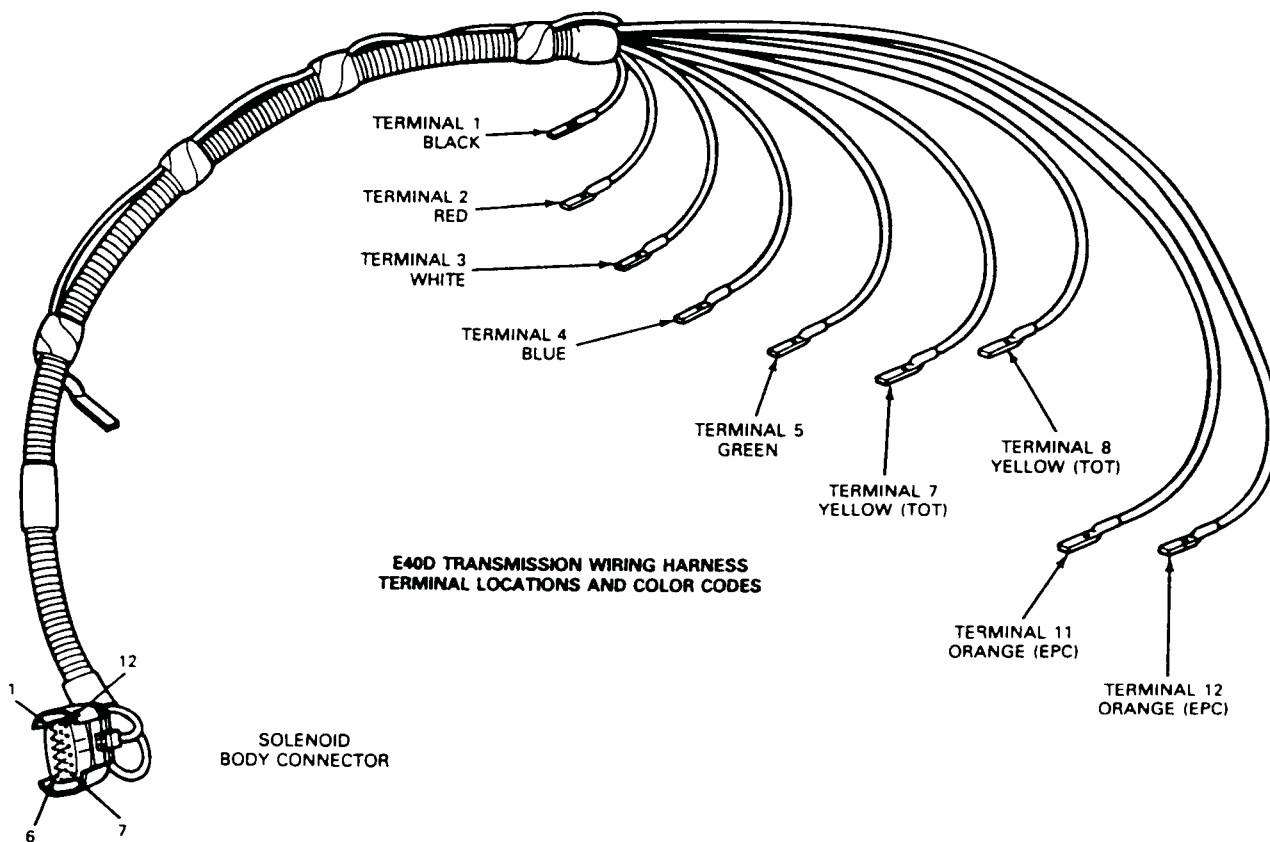 TERMINAL 1
BLACK
TERMINAL 2
RED
TERMINAL 3
WHITE
TERMINAL 4
BLUE
TERMINAL 5
GREEN
TERMINAL 7
YELLOW (TOT)
TERMINAL 8
YELLOW (TOT)
E40D TRANSMISSION WIRING HARNESS
TERMINAL LOCATIONS AND COLOR CODES
TERMINAL 11
ORANGE (EPC)
TERMINAL 12
ORANGE (EPC)
1
12
SOLENOID
BODY CONNECTOR
6
7